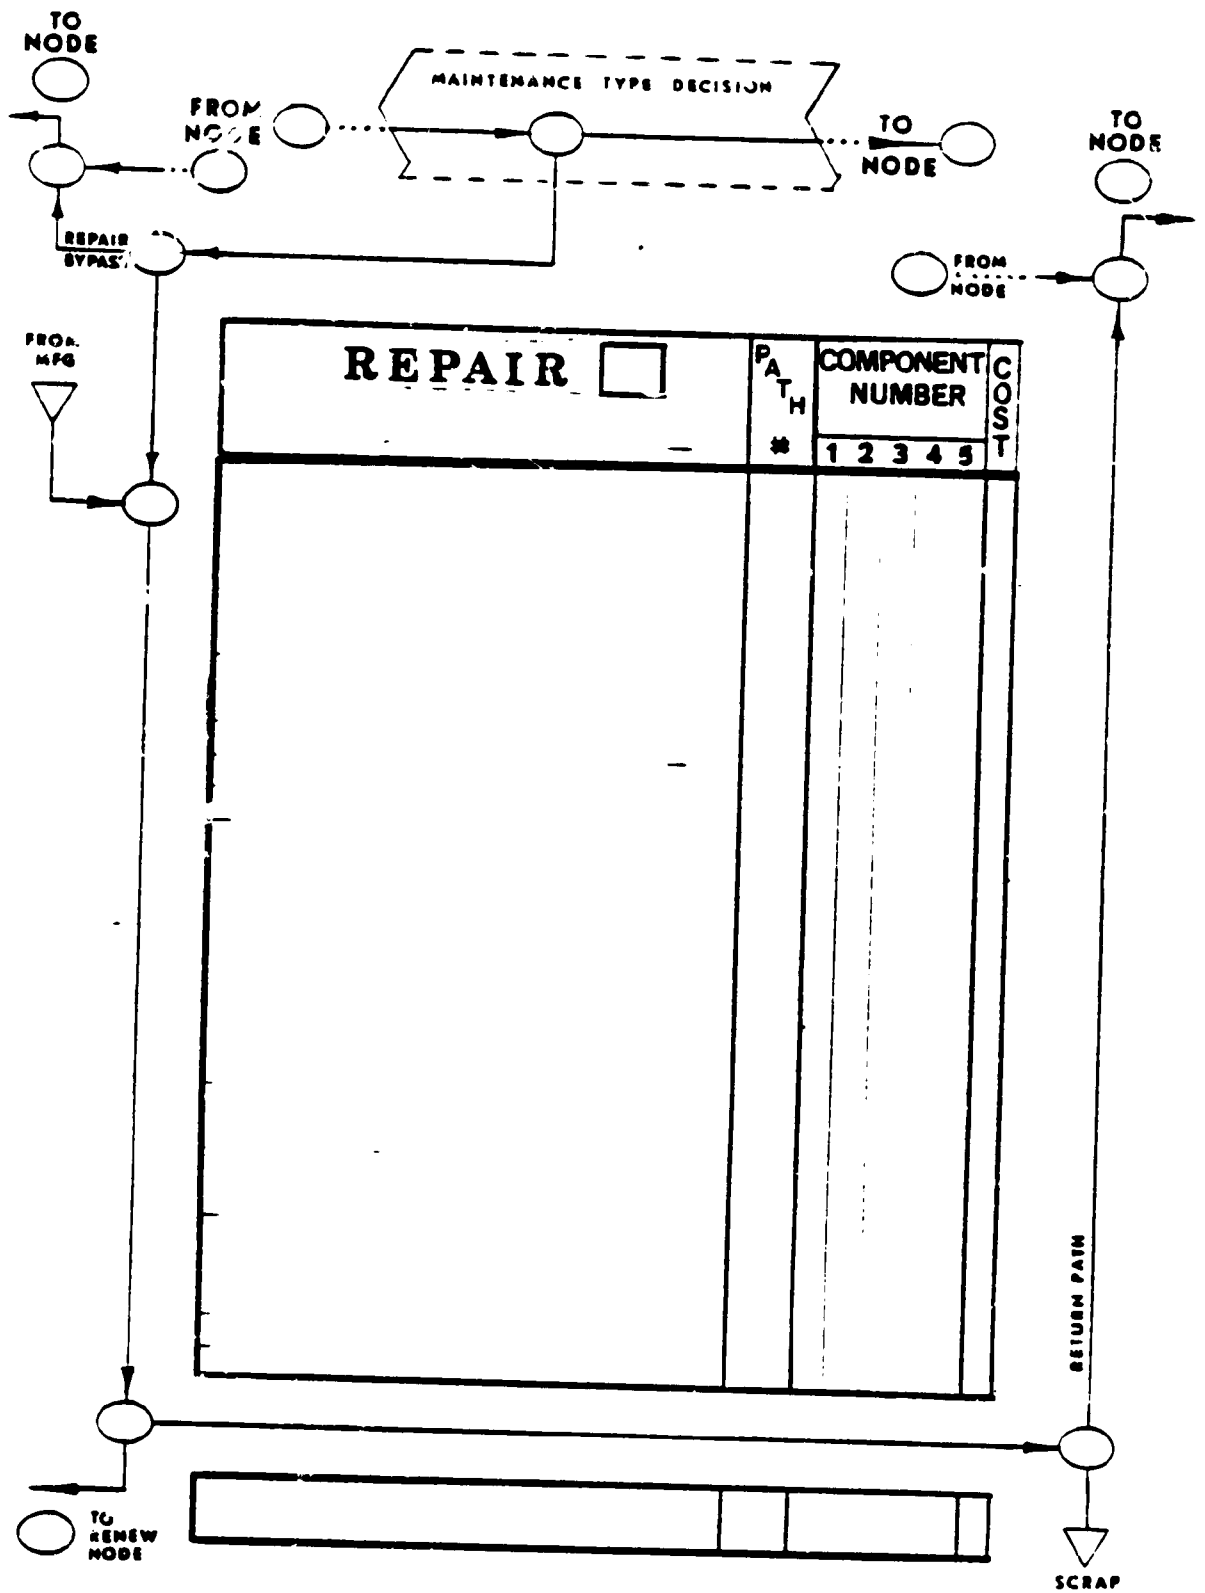 TO
NODE
MAINTENANCE TYPE DECISION
FROM
NODE
TO
NODE
TO
NODE
REPAIR
BYPASS
FROM
NODE
FROM
MFG
REPAIR
PATH
#
COMPONENT
NUMBER
1 2 3 4 5
COST
RETURN PATH
TO
RENEW
NODE
SCRAP